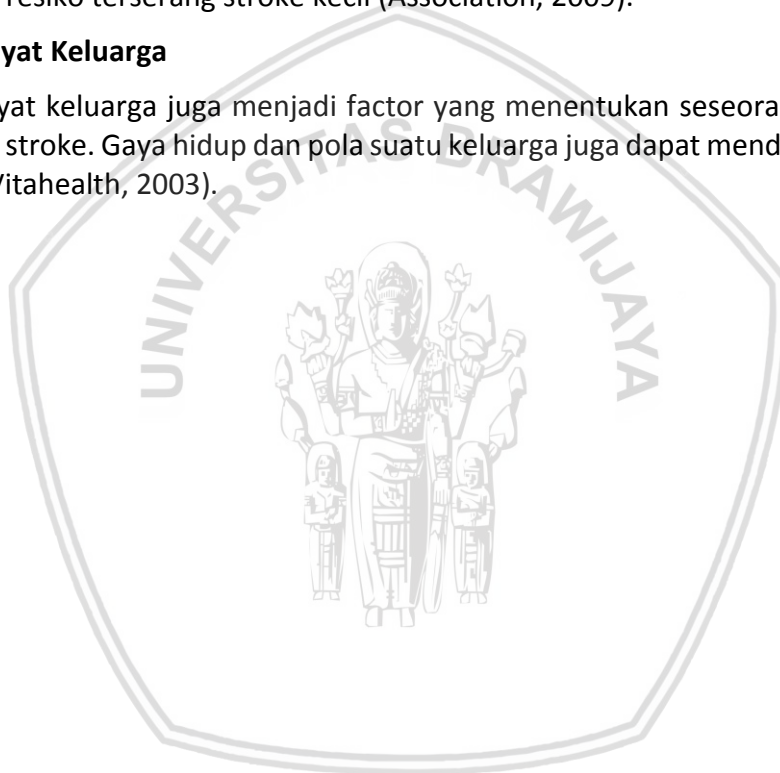 resiko terserang stroke kecil (Association, 2009).
yat Keluarga
yat keluarga juga menjadi factor yang menentukan seseora
stroke. Gaya hidup dan pola suatu keluarga juga dapat mend
Vitahealth, 2003).
UNIVERSITAS BRAWIJAYA